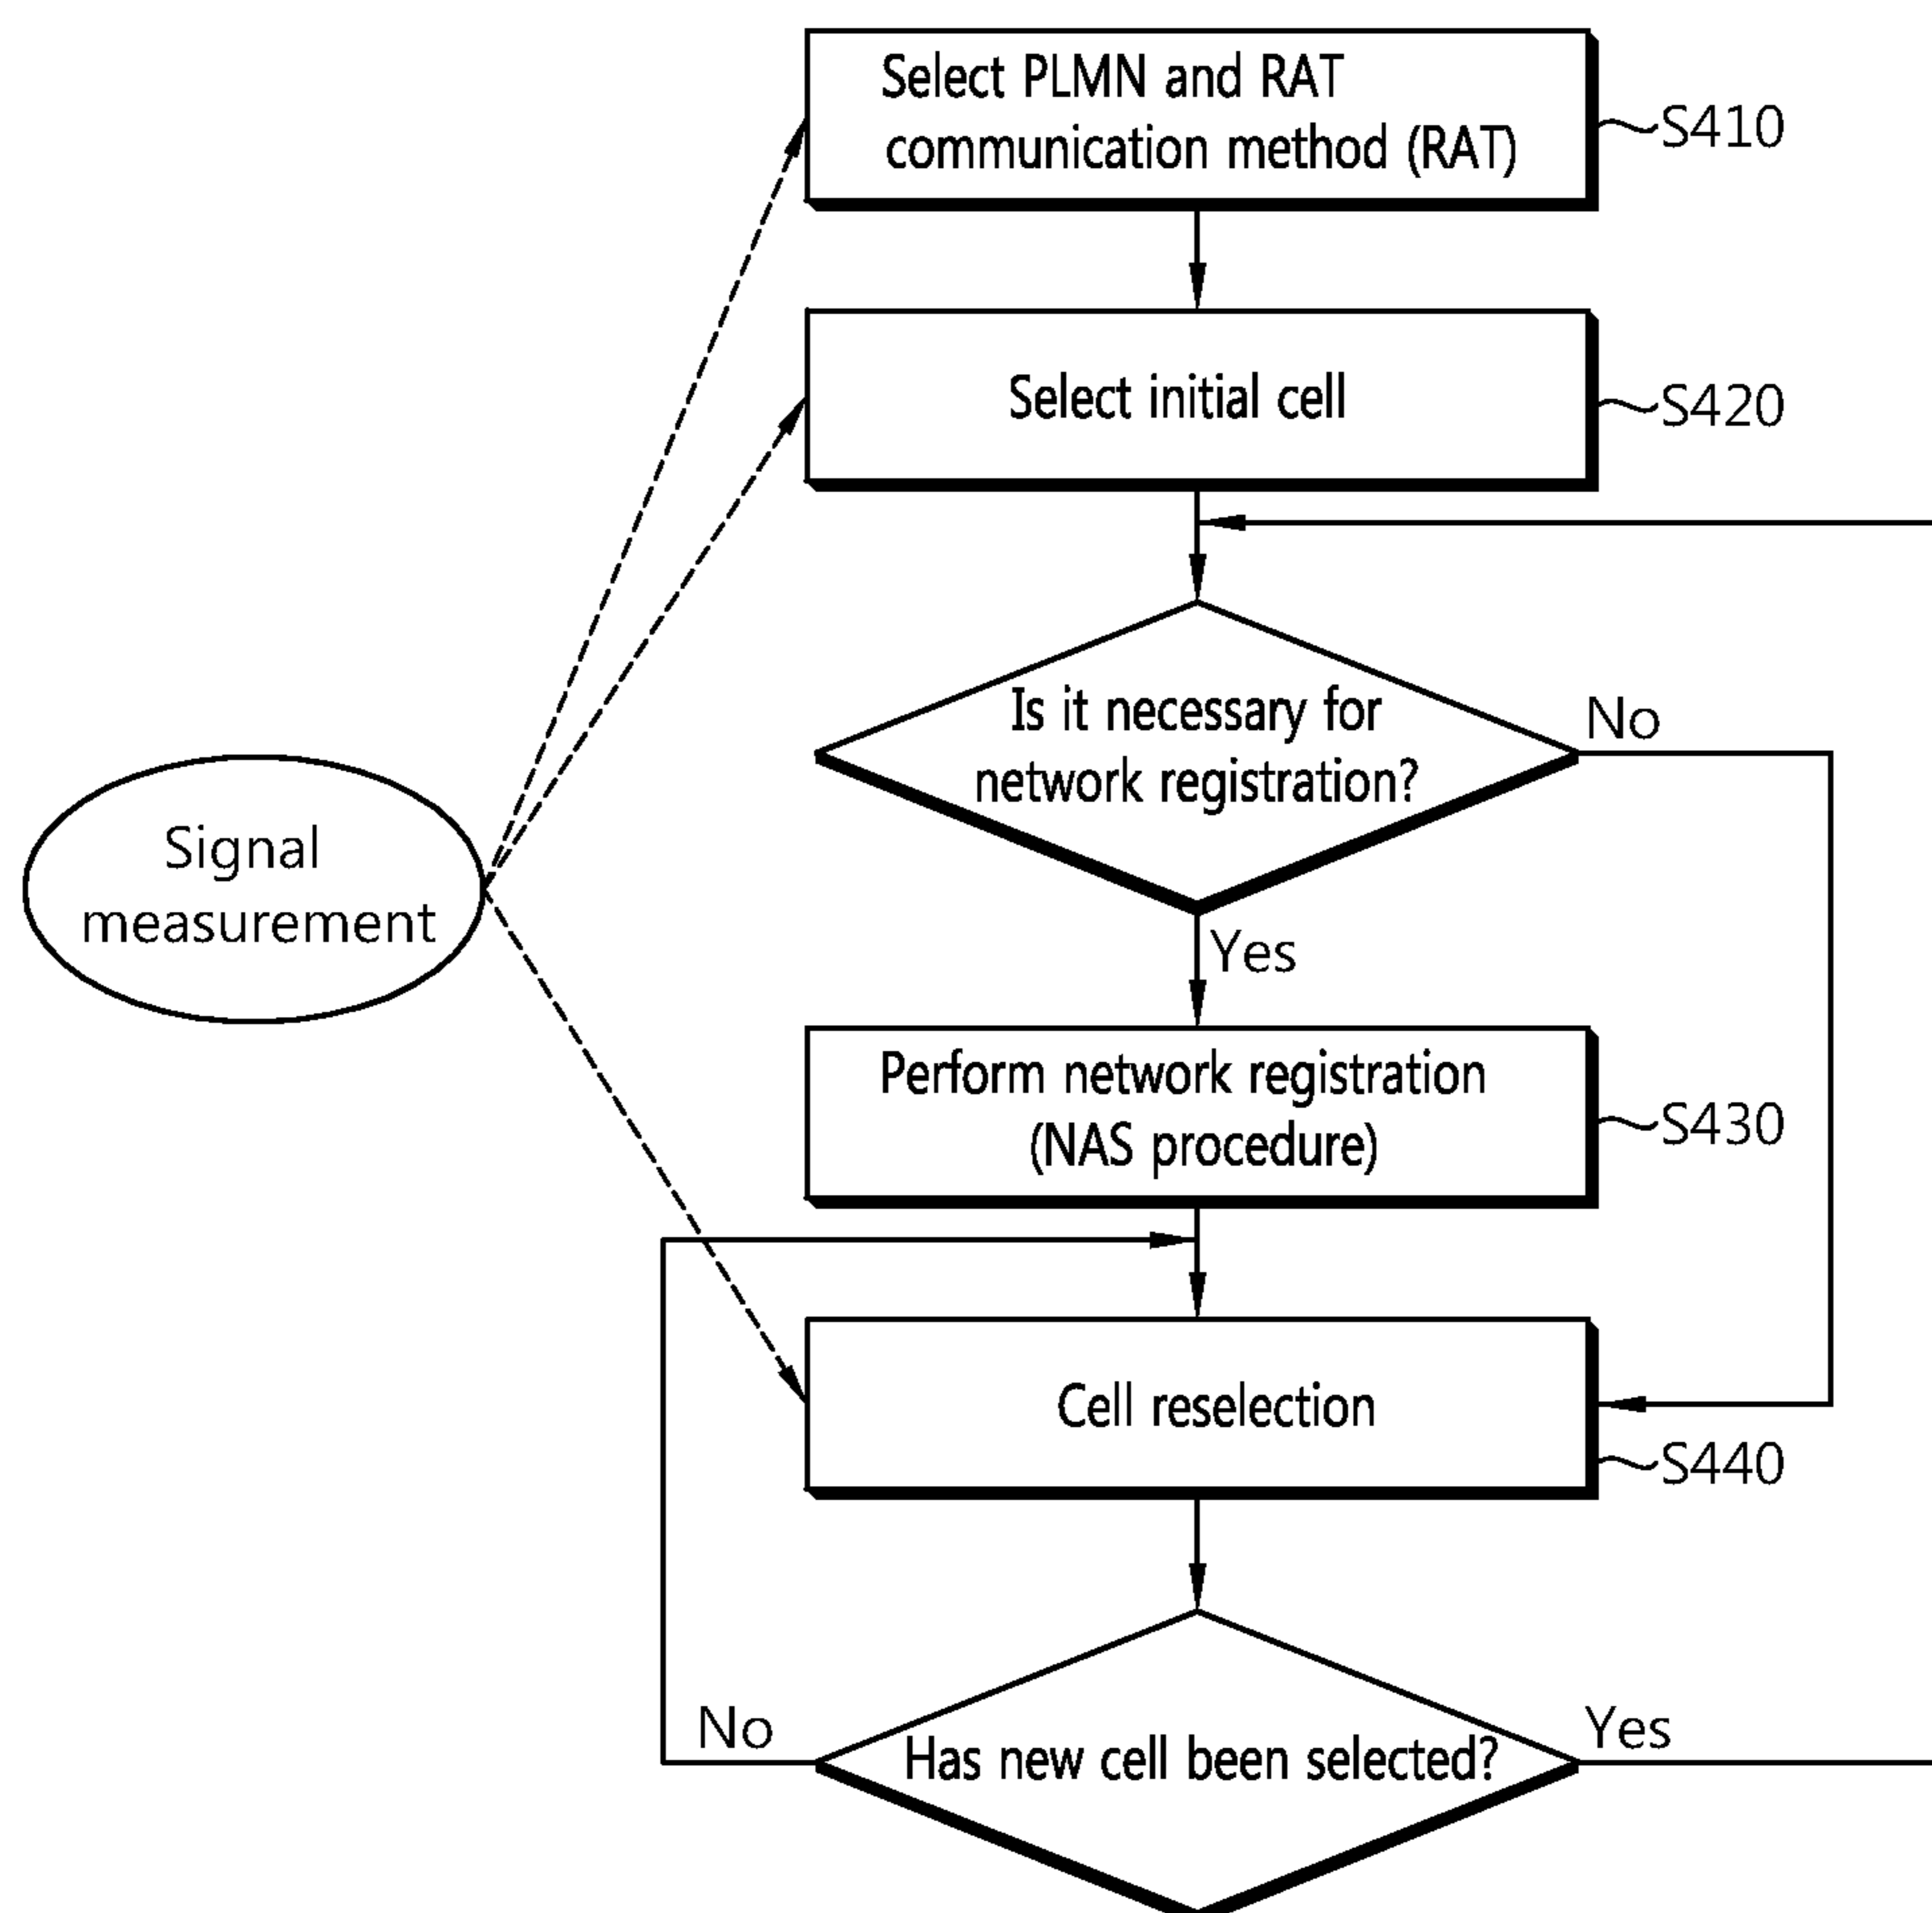 Select PLMN and RAT
communication method (RAT)
S410
Select initial cell
S420
Is it necessary for
network registration?
No
Signal
measurement
Yes
Perform network registration
(NAS procedure)
S430
Cell reselection
S440
No
Has new cell been selected?
Yes